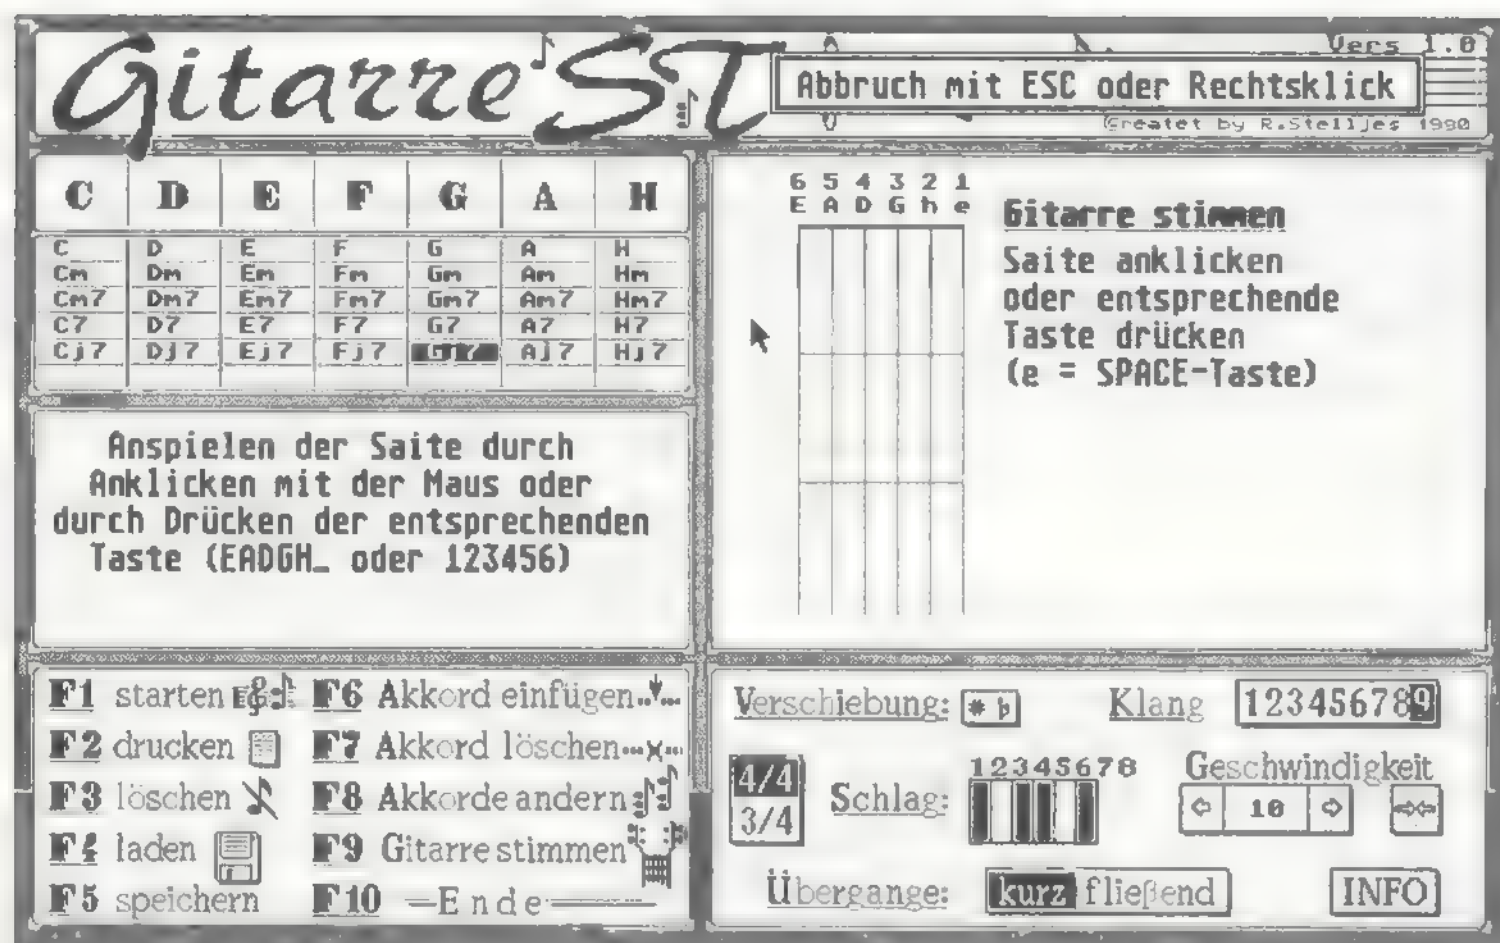 Gitarre ST
Vers 1.0
Abbruch mit ESC oder Rechtsklick
Createt by R.Stelljes 1990
C D E F G A H
C D E F G A H
Cm Dm Em Fm Gm Am Hm
Cm7 Dm7 Em7 Fm7 Gm7 Am7 Hm7
C7 D7 E7 F7 G7 A7 H7
Cj7 Dj7 Ej7 Fj7 Gj7 Aj7 Hj7
6 5 4 3 2 1
E A D G h e
Gitarre stimmen
Saite anklicken
oder entsprechende
Taste drücken
(e = SPACE-Taste)
Anspielen der Saite durch
Anklicken mit der Maus oder
durch Drücken der entsprechenden
Taste (EADGH_ oder 123456)
F1 starten
F2 drucken
F3 löschen
F4 laden
F5 speichern
F6 Akkord einfügen
F7 Akkord löschen...x...
F8 Akkorde andern
F9 Gitarre stimmen
F10 Ende
Verschiebung: # b
Klang 123456789
4/4
3/4
Schlag:
12345678
Geschwindigkeit
10
Übergange: kurz fließend
INFO